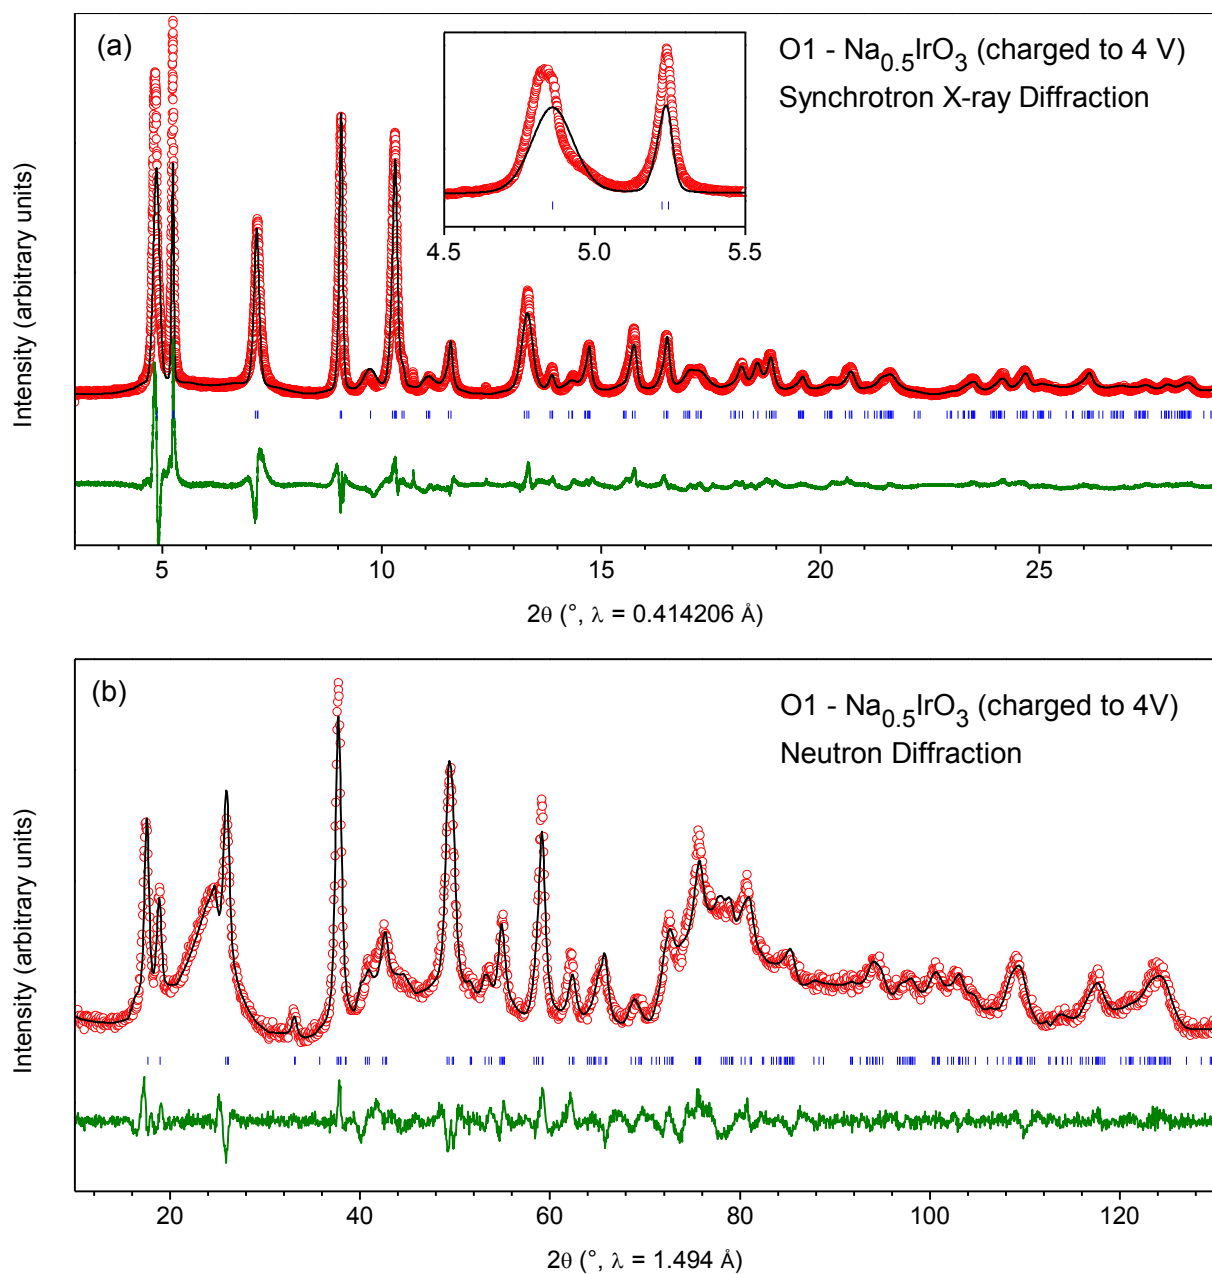 (a)
O1 - Na0.5IrO3 (charged to 4 V)
Synchrotron X-ray Diffraction
4.5 5.0 5.5
Intensity (arbitrary units)
5 10 15 20 25
2θ (°, λ = 0.414206 Å)
(b)
O1 - Na0.5IrO3 (charged to 4V)
Neutron Diffraction
Intensity (arbitrary units)
20 40 60 80 100 120
2θ (°, λ = 1.494 Å)